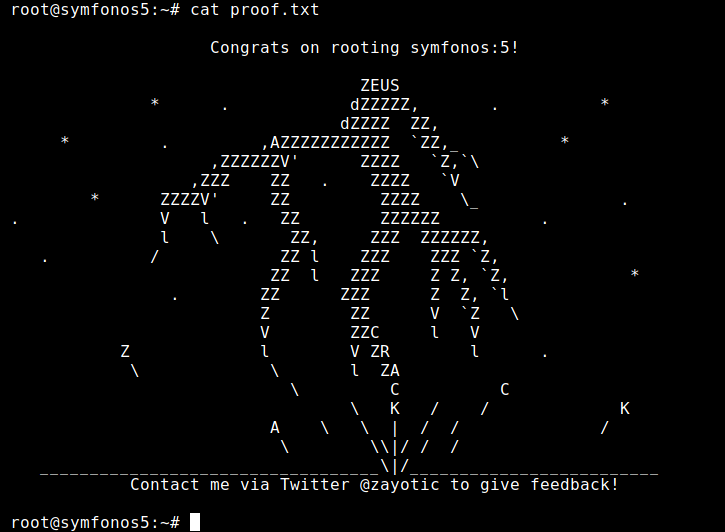 root@symfonos5:~# cat proof.txt

                    Congrats on rooting symfonos:5!

                                   ZEUS
              *      .            dZZZZZ,       .          *
                                 dZZZZ  ZZ,
     *         .         ,AZZZZZZZZZZZ  `ZZ,_          *
                    ,ZZZZZZV'      ZZZZ   `Z,`\
                  ,ZZZ    ZZ   .    ZZZZ   `V
        *      ZZZZV'     ZZ         ZZZZ    \_              .
.              V   l   .   ZZ        ZZZZZZ          .
               l    \       ZZ,     ZZZ  ZZZZZZ,
   .          /            ZZ l    ZZZ    ZZZ `Z,
                          ZZ  l   ZZZ     Z Z, `Z,            *
                .        ZZ      ZZZ      Z  Z, `l
                         Z        ZZ      V  `Z   \
                         V        ZZC     l   V
           Z             l        V ZR        l      .
            \             \       l  ZA
                            \         C          C
                                  \   K   /    /             K
                          A    \   \  |  /  /              /
                           \        \\|/ /  /
   __________________________________\|/_________________________
            Contact me via Twitter @zayotic to give feedback!

root@symfonos5:~#